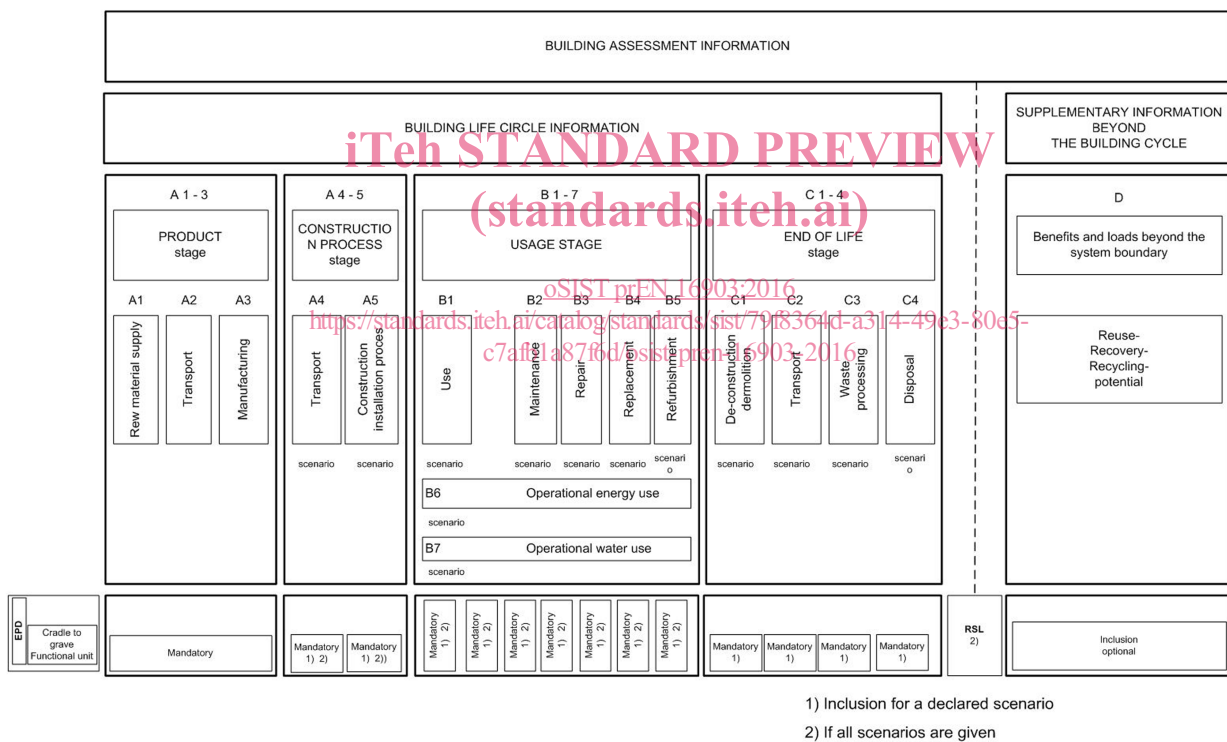 BUILDING ASSESSMENT INFORMATION
BUILDING LIFE CIRCLE INFORMATION
SUPPLEMENTARY INFORMATION
BEYOND
THE BUILDING CYCLE
iTeh STANDARD PREVIEW
(standards.iteh.ai)
oSIST prEN 16903:2016
https://standards.iteh.ai/catalog/standards/sist/79f8364d-a314-49e3-80e5-
c7afb1a87f6d/osist-pren-16903-2016
A 1 - 3
PRODUCT
stage
A1
A2
A3
Rew material supply
Transport
Manufacturing
A 4 - 5
CONSTRUCTIO
N PROCESS
stage
A4
A5
Transport
Construction
installation proces
scenario
scenario
B 1 - 7
USAGE STAGE
B1
B2
B3
B4
B5
Use
Maintenance
Repair
Replacement
Refurbishment
scenario
scenario
scenario
scenario
scenari
o
B6
Operational energy use
scenario
B7
Operational water use
scenario
C 1 - 4
END OF LIFE
stage
C1
C2
C3
C4
De-construction
dermolition
Transport
Waste
processing
Disposal
scenario
scenario
scenario
scenari
o
D
Benefits and loads beyond the
system boundary
Reuse-
Recovery-
Recycling-
potential
EPD
Cradle to
grave
Functional unit
Mandatory
Mandatory
1) 2)
Mandatory
1) 2))
Mandatory
1) 2)
Mandatory
1) 2)
Mandatory
1) 2)
Mandatory
1) 2)
Mandatory
1) 2)
Mandatory
1) 2)
Mandatory
1)
Mandatory
1)
Mandatory
1)
Mandatory
1)
RSL
2)
Inclusion
optional
1) Inclusion for a declared scenario
2) If all scenarios are given